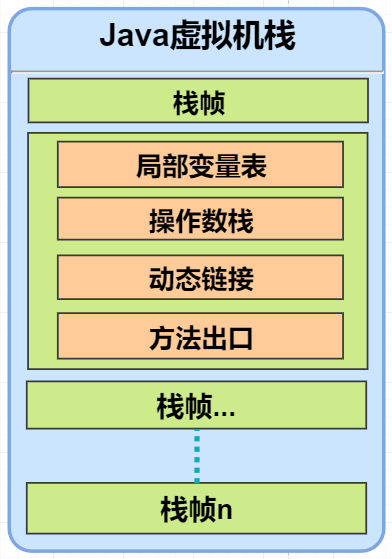 Java虚拟机栈
栈帧
局部变量表
操作数栈
动态链接
方法出口
栈帧...
栈帧n